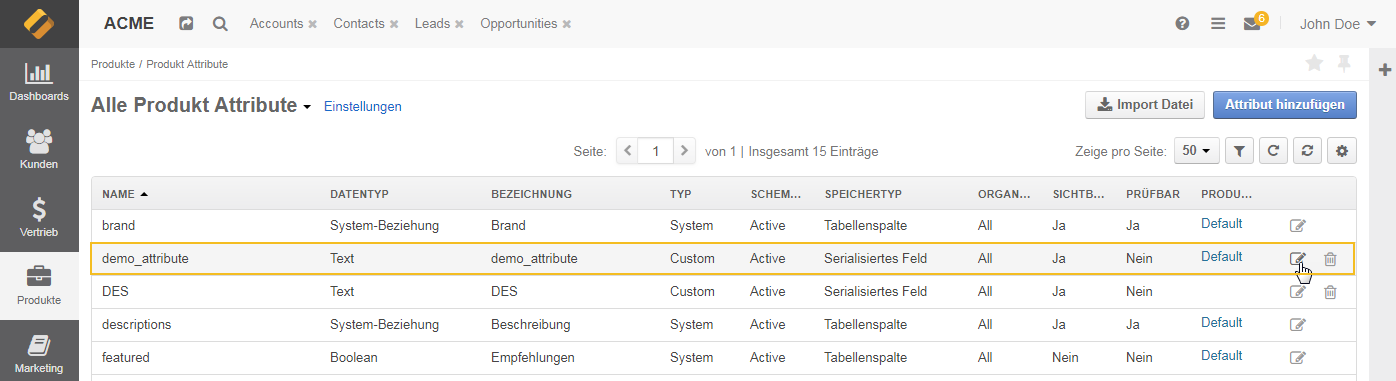 ACME Accounts × Contacts × Leads × Opportunities × 6 John Doe
Dashboards
Kunden
Vertrieb
Produkte
Marketing
Produkte / Produkt Attribute
Alle Produkt Attribute Einstellungen Import Datei Attribut hinzufügen
Seite: 1 von 1 | Insgesamt 15 Einträge Zeige pro Seite: 50
NAME DATENTYP BEZEICHNUNG TYP SCHEM... SPEICHERTYP ORGAN... SICHTB... PRÜFBAR PRODU...
brand System-Beziehung Brand System Active Tabellenspalte All Ja Ja Default
demo_attribute Text demo_attribute Custom Active Serialisiertes Feld All Ja Nein Default
DES Text DES Custom Active Serialisiertes Feld All Ja Nein
descriptions System-Beziehung Beschreibung System Active Tabellenspalte All Ja Ja Default
featured Boolean Empfehlungen System Active Tabellenspalte All Nein Nein Default